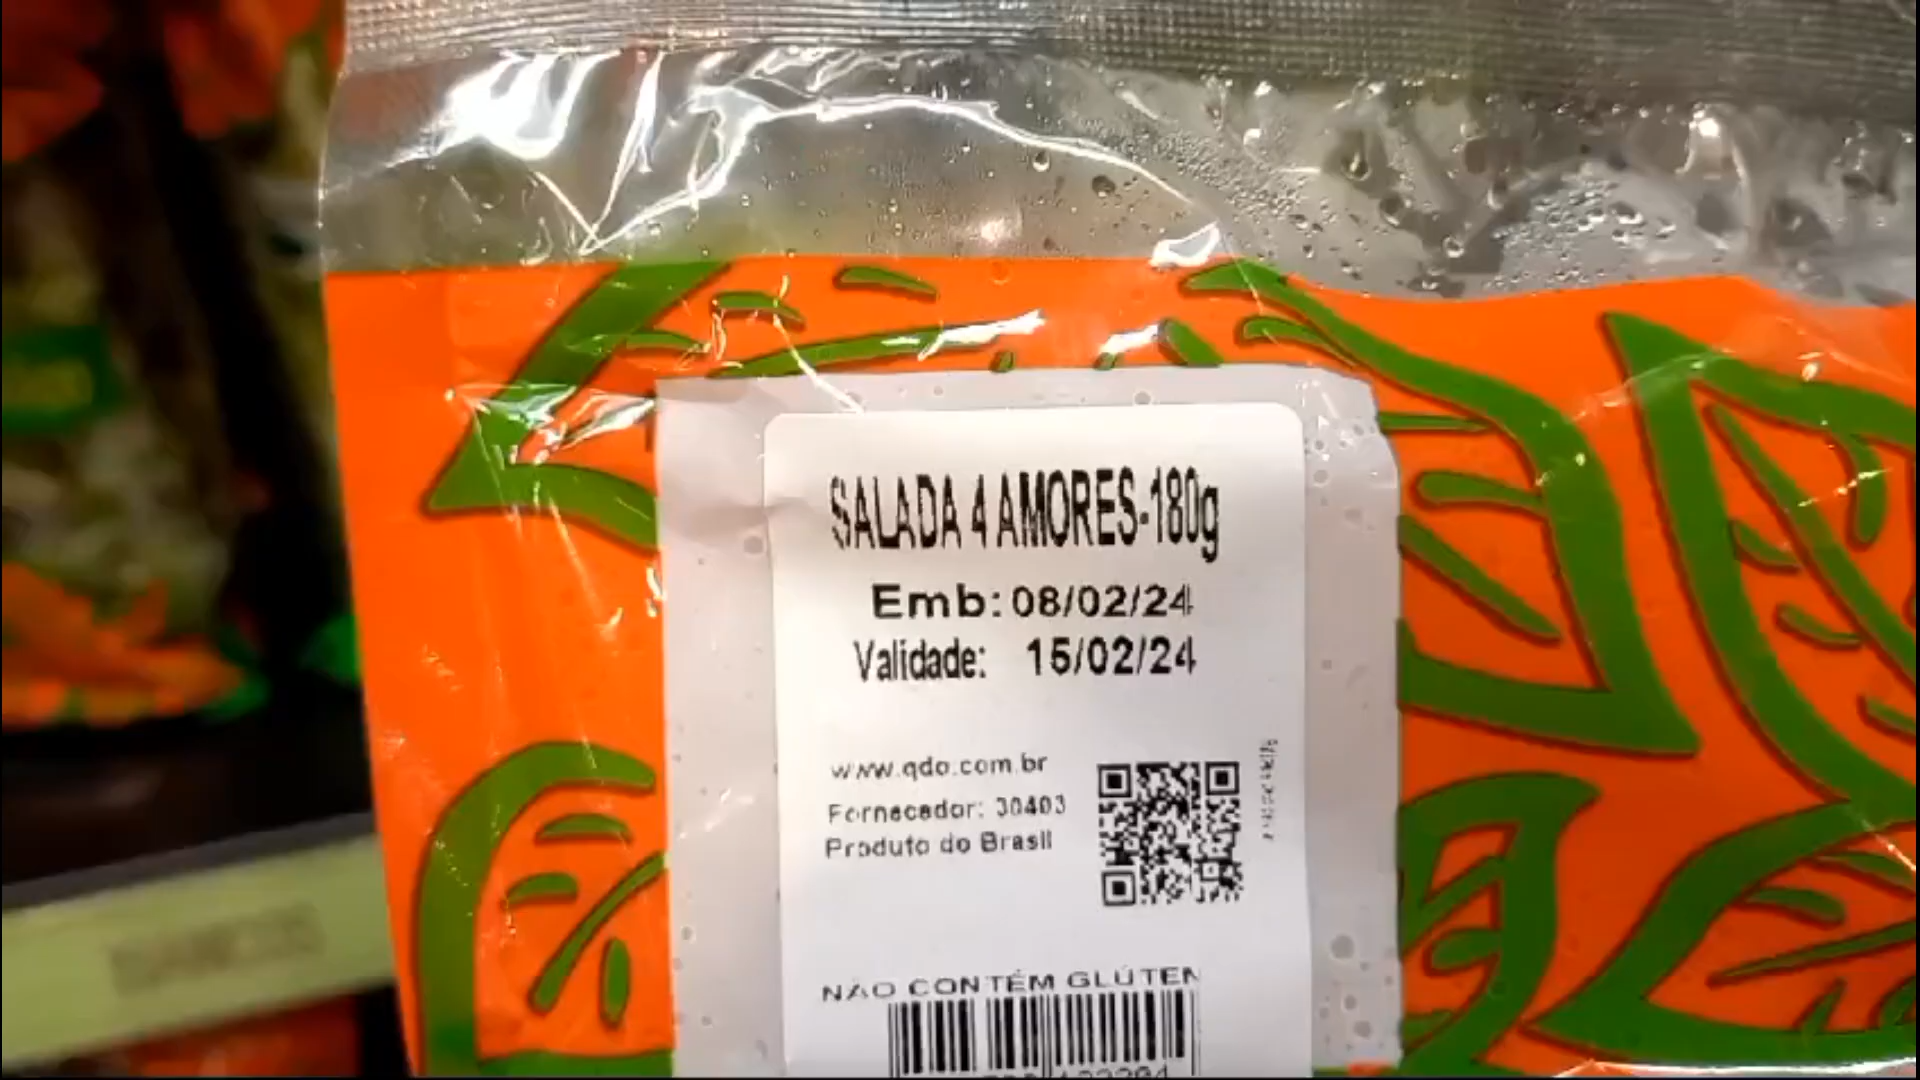 SALADA 4 AMORES-180g
Emb: 08/02/24
Validade: 15/02/24
www.qdo.com.br
Fornecedor: 30403
Produto do Brasil
NÃO CONTÉM GLÚTEN